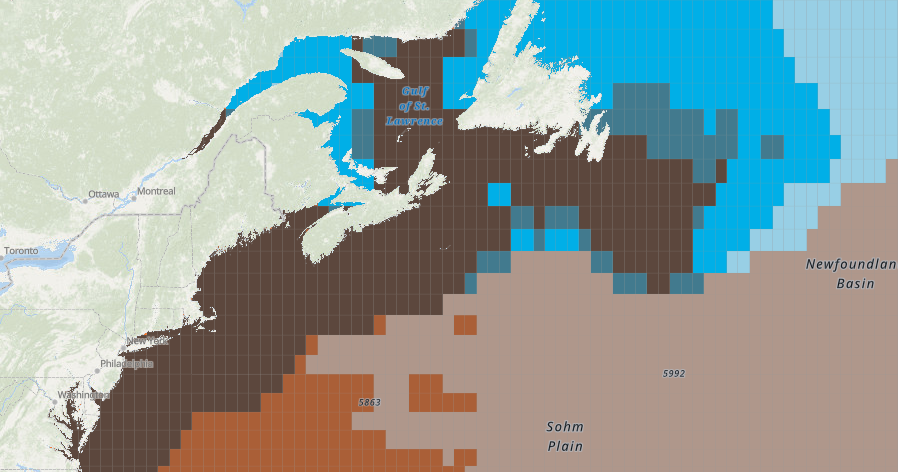 Gulf
of St.
Lawrence
Ottawa
Montreal
Toronto
Newfoundlan
Basin
New York
Philadelphia
5992
Washington
5863
Sohm
Plain